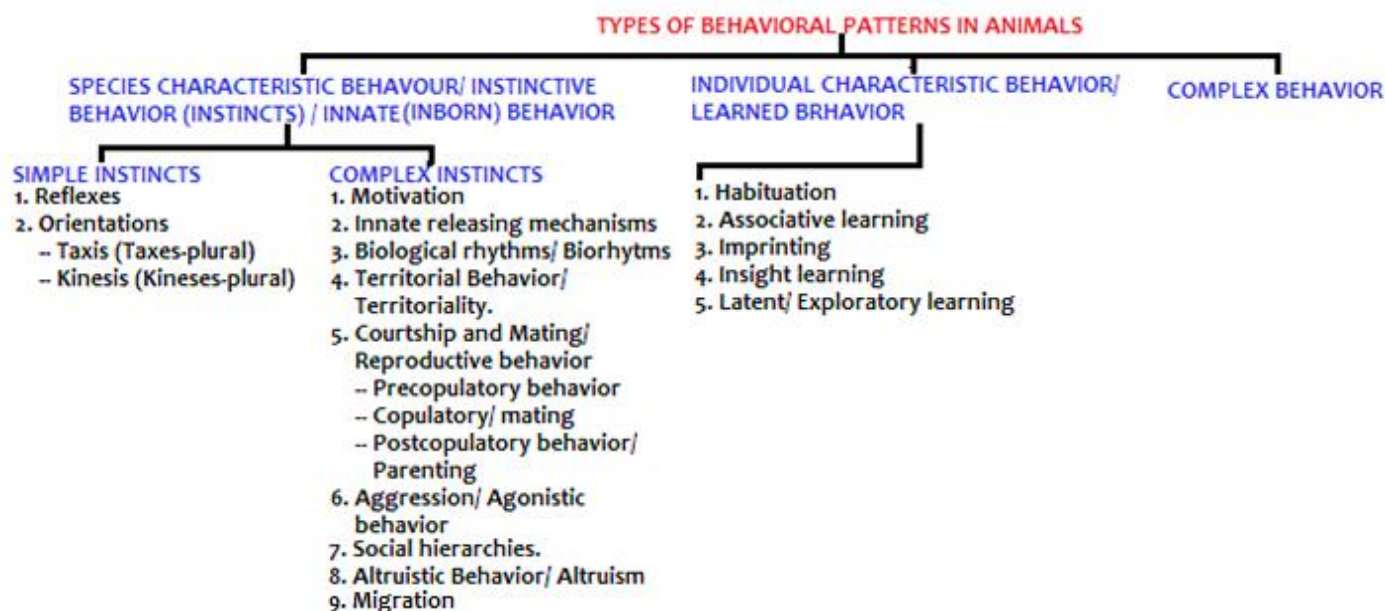 TYPES OF BEHAVIORAL PATTERNS IN ANIMALS
SPECIES CHARACTERISTIC BEHAVOUR/ INSTINCTIVE
BEHAVIOR (INSTINCTS) / INNATE (INBORN) BEHAVIOR
INDIVIDUAL CHARACTERISTIC BEHAVIOR/
LEARNED BRHAVIOR
COMPLEX BEHAVIOR
SIMPLE INSTINCTS
1. Reflexes
2. Orientations
-- Taxis (Taxes-plural)
-- Kinesis (Kineses-plural)
COMPLEX INSTINCTS
1. Motivation
2. Innate releasing mechanisms
3. Biological rhythms/ Biorhytms
4. Territorial Behavior/
Territoriality.
5. Courtship and Mating/
Reproductive behavior
-- Precopulatory behavior
-- Copulatory/ mating
-- Postcopulatory behavior/
Parenting
6. Aggression/ Agonistic
behavior
7. Social hierarchies.
8. Altruistic Behavior/ Altruism
9. Migration
1. Habituation
2. Associative learning
3. Imprinting
4. Insight learning
5. Latent/ Exploratory learning